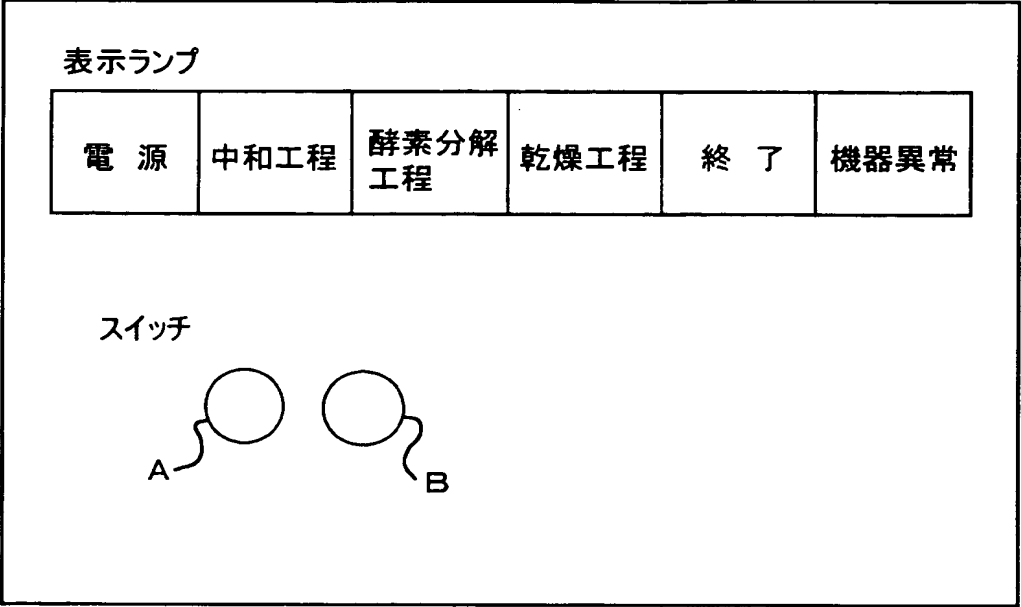 表示ランプ
電 源
中和工程
酵素分解
工程
乾燥工程
終 了
機器異常
スイッチ
A
B